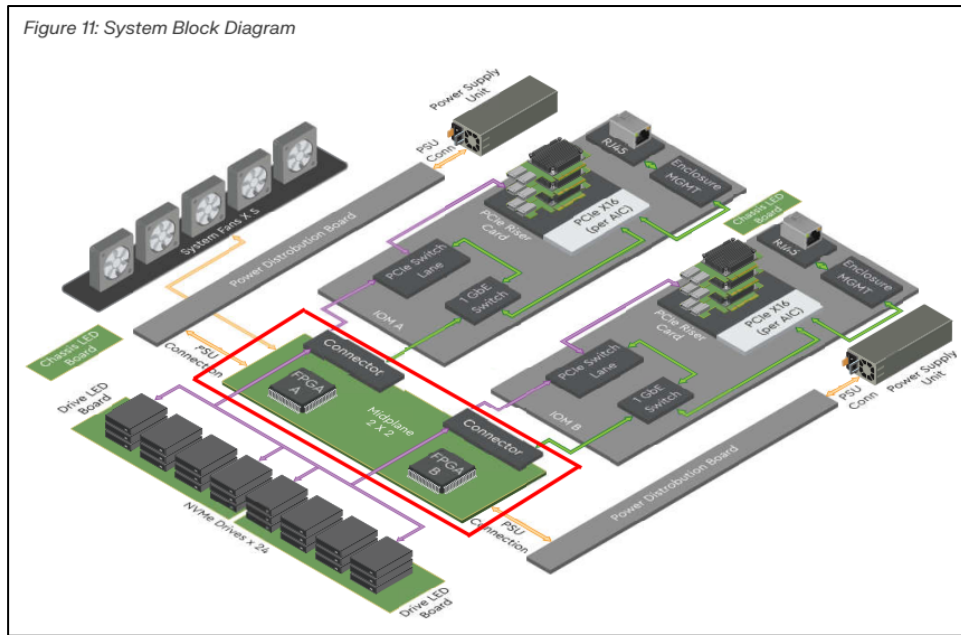 Figure 11: System Block Diagram
Power Supply
Unit
PSU
Conn
RJ45
Enclosure
MGMT
System Fans X 5
Power Distrobution Board
PCIe Riser
Card
PCIe X16
(per AIC)
Chassis LED
Board
PCIe Switch
Lane
1 GbE
Switch
IOM A
RJ45
Enclosure
MGMT
PCIe Riser
Card
PCIe X16
(per AIC)
PCIe Switch
Lane
1 GbE
Switch
IOM B
Power Supply
Unit
PSU
Conn
Chassis LED
Board
PSU
Connection
Connector
FPGA
A
Midplane
2 X 2
Connector
FPGA
B
Drive LED
Board
NVMe Drives x 24
Drive LED
Board
PSU
Connection
Power Distrobution Board